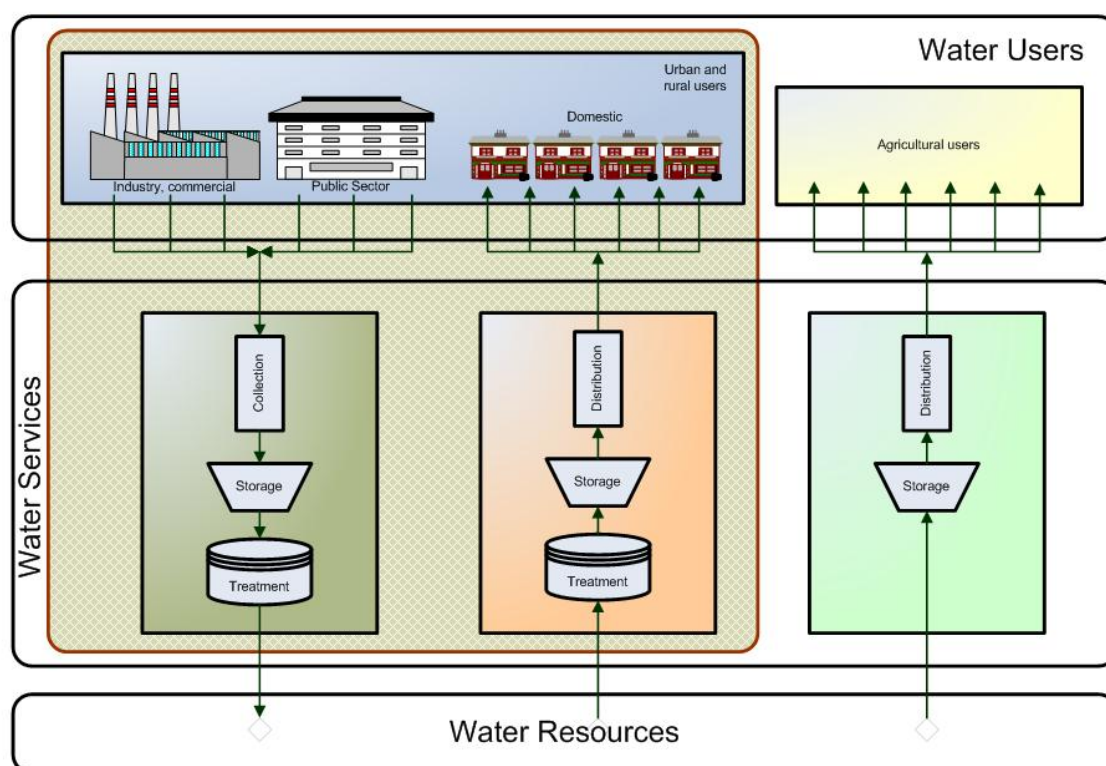 Water Users
Urban and
rural users
Domestic
Industry, commercial
Public Sector
Agricultural users
Water Services
Collection
Storage
Treatment
Distribution
Storage
Treatment
Distribution
Storage
Water Resources